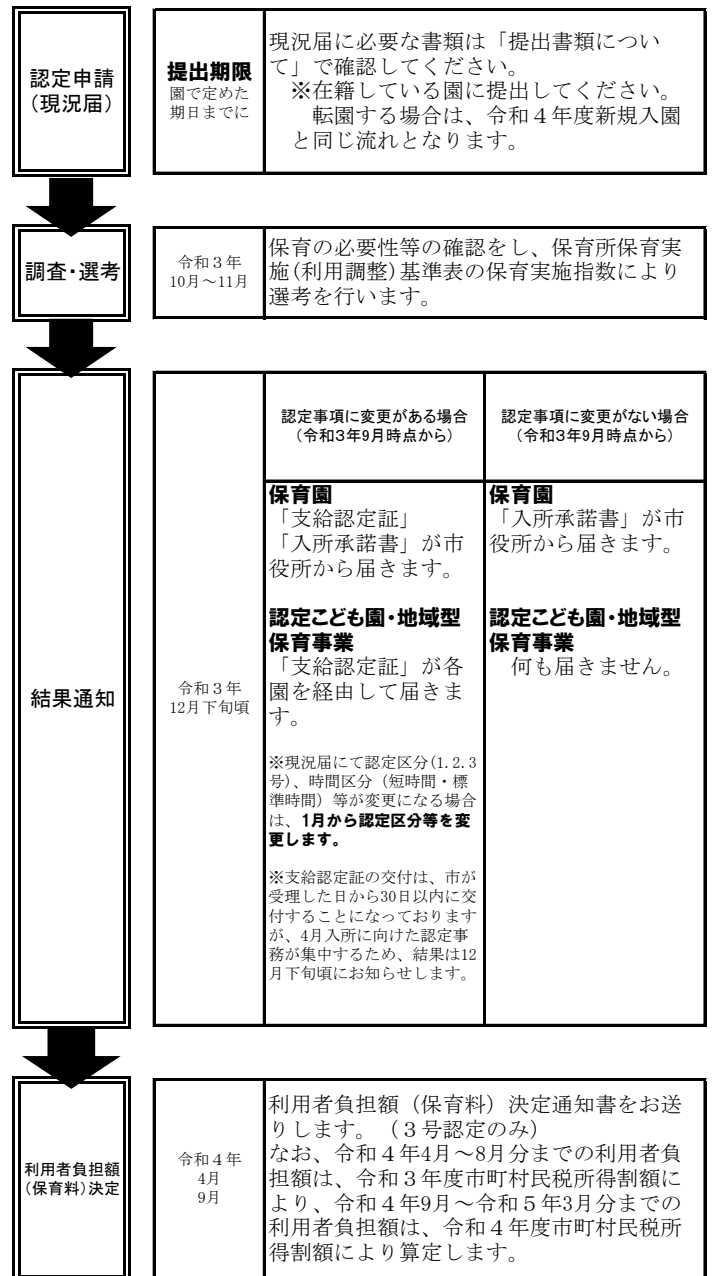 認定申請
(現況届)
提出期限
園で定めた
期日までに
現況届に必要な書類は「提出書類につい
て」で確認してください。
※在籍している園に提出してください。
転園する場合は、令和４年度新規入園
と同じ流れとなります。
調査・選考
令和３年
10月～11月
保育の必要性等の確認をし、保育所保育実
施(利用調整)基準表の保育実施指数により
選考を行います。
結果通知
令和３年
12月下旬頃
認定事項に変更がある場合
(令和3年9月時点から)
認定事項に変更がない場合
(令和3年9月時点から)
保育園
「支給認定証」
「入所承諾書」が市
役所から届きます。
認定こども園・地域型
保育事業
「支給認定証」が各
園を経由して届きま
す。
※現況届にて認定区分(1.2.3
号)、時間区分（短時間・標
準時間）等が変更になる場合
は、1月から認定区分等を変
更します。
※支給認定証の交付は、市が
受理した日から30日以内に交
付することになっております
が、4月入所に向けた認定事
務が集中するため、結果は12
月下旬頃にお知らせします。
保育園
「入所承諾書」が市
役所から届きます。
認定こども園・地域型
保育事業
何も届きません。
利用者負担額
(保育料)決定
令和４年
4月
9月
利用者負担額（保育料）決定通知書をお送
りします。（３号認定のみ）
なお、令和４年4月～8月分までの利用者負
担額は、令和３年度市町村民税所得割額に
より、令和４年9月～令和５年3月分までの
利用者負担額は、令和４年度市町村民税所
得割額により算定します。